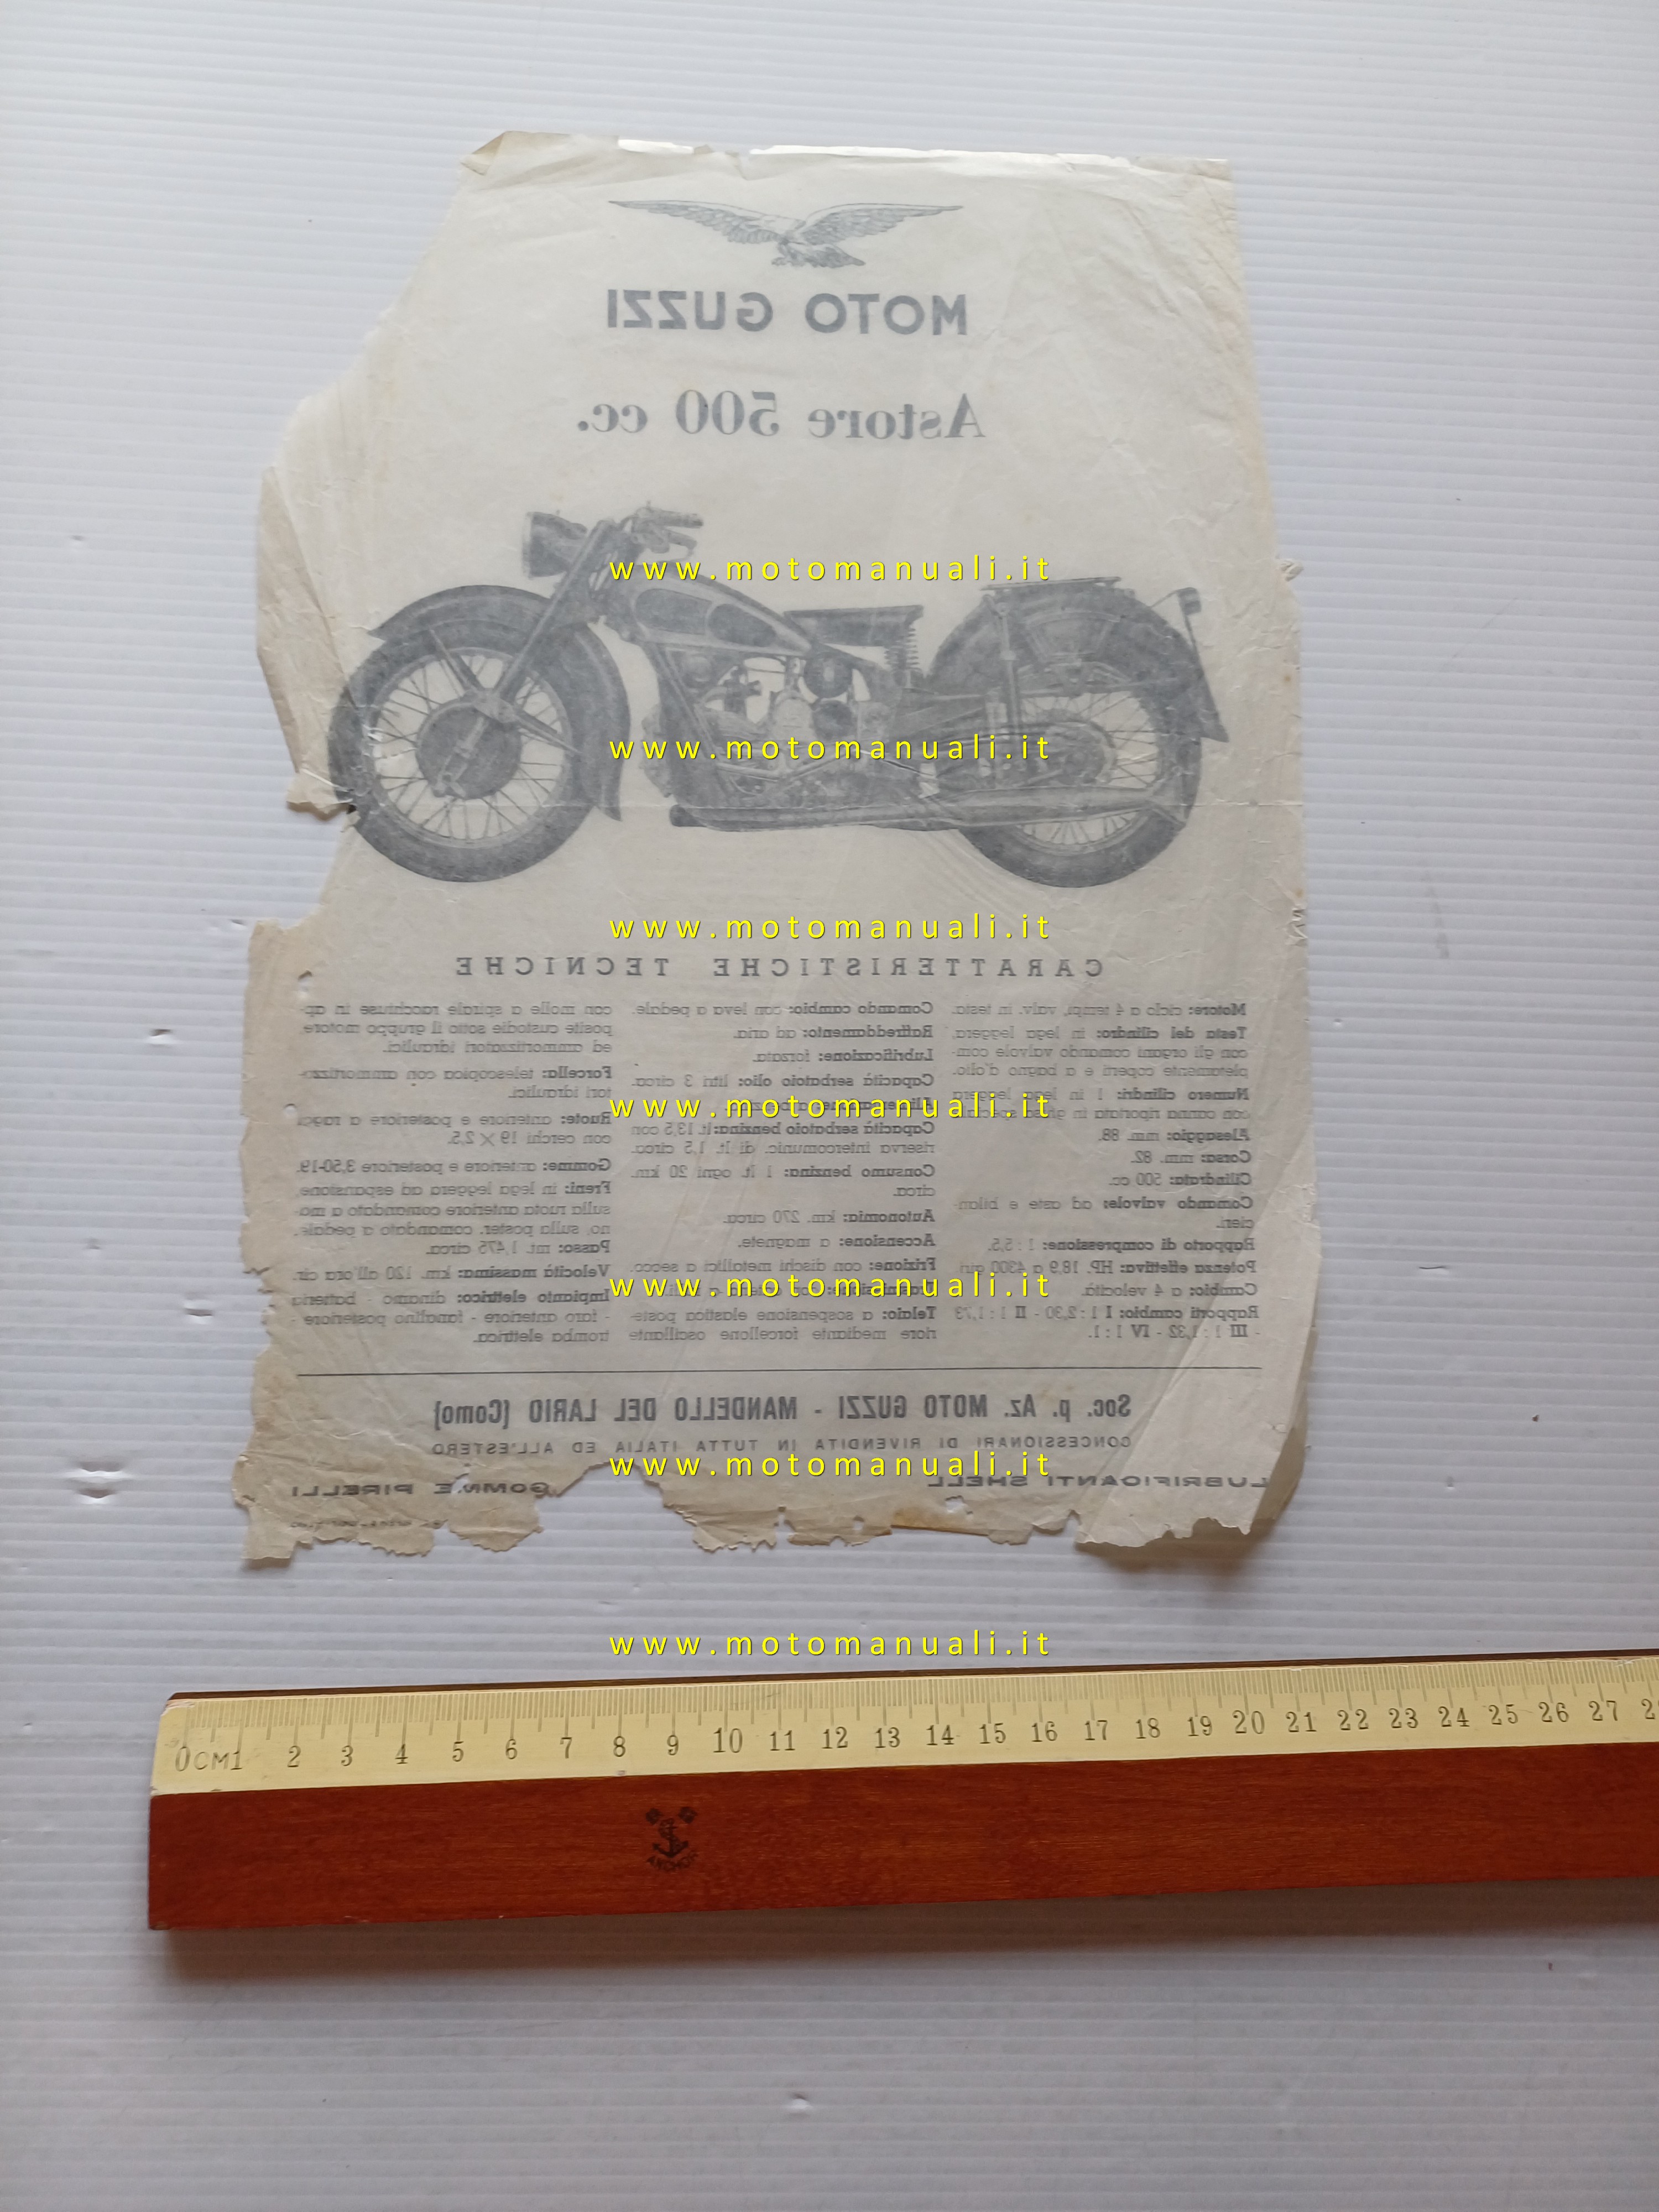 MOTO GUZZI
Astore 500 cc.
www.motomanuali.it
www.motomanuali.it
www.motomanuali.it
CARATTERISTICHE TECNICHE
Motore: ciclo a 4 tempi, valv. in testa.
Testa del cilindro: in lega leggera,
con gli organi comando valvole com-
pletamente coperti e a bagno d'olio.
Numero cilindri: 1 in lega leggera
con canna riportata in ghisa
Alesaggio: mm. 88.
Corsa: mm. 82.
Cilindrata: 500 cc.
Comando valvole: ad aste e bilan-
cieri.
Rapporto di compressione: 1 : 5,5.
Potenza effettiva: HP. 18,9 a 4300 giri
Cambio: a 4 velocità.
Rapporti cambio: I 1 : 2,30 - II 1 : 1,73
- III 1 : 1,32 - IV 1 : 1.
Comando cambio: con leva a pedale.
Raffreddamento: ad aria.
Lubrificazione: forzata.
Capacità serbatoio olio: litri 3 circa.
www.motomanuali.it
Capacità serbatoio benzina: lt. 13,5 con
riserva intercomunic. di lt. 1,5 circa.
Consumo benzina: 1 lt. ogni 20 km.
circa.
Autonomia: km. 270 circa.
Accensione: a magnete.
Frizione: con dischi metallici a secco.
www.motomanuali.it
Telaio: a sospensione elastica poste-
riore mediante forcellone oscillante
con molle a spirale racchiuse in ap-
posite custodie sotto il gruppo motore
ed ammortizzatori idraulici.
Forcella: telescopica con ammortizza-
tori idraulici.
Ruote: anteriore e posteriore a raggi
con cerchi 19 × 2,5.
Gomme: anteriore e posteriore 3,50-19.
Freni: in lega leggera ad espansione,
sulla ruota anteriore comandato a ma-
no, sulla poster. comandato a pedale.
Passo: mt. 1,475 circa.
Velocità massima: km. 120 all'ora cir.
Impianto elettrico: dinamo - batteria
- faro anteriore - fanalino posteriore -
tromba elettrica.
Soc. p. Az. MOTO GUZZI - MANDELLO DEL LARIO (Como)
CONCESSIONARI DI RIVENDITA IN TUTTA ITALIA ED ALL'ESTERO
www.motomanuali.it
LUBRIFICANTI SHELL GOMME PIRELLI
www.motomanuali.it
0CM1 2 3 4 5 6 7 8 9 10 11 12 13 14 15 16 17 18 19 20 21 22 23 24 25 26 27
ANCHOR